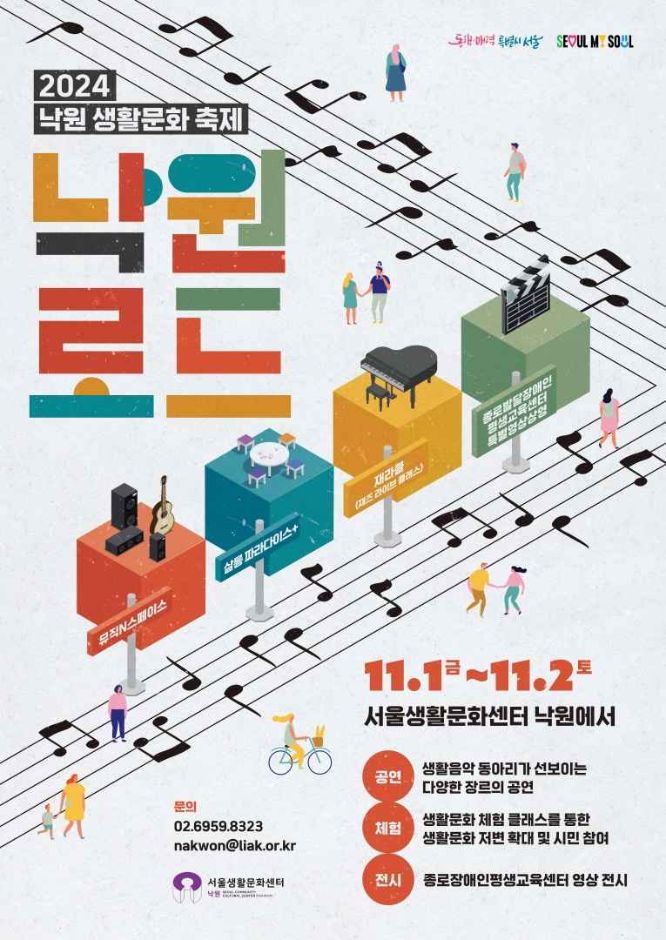 동행·매력 특별시 서울
SEOUL MY SOUL
2024
낙원 생활문화 축제
낙원
로드
종로발달장애인
평생교육센터
특별영상상영
재라클
(재즈 라이브 클래스)
살롱 파라다이스+
뮤직N스페이스
11.1금~11.2토
서울생활문화센터 낙원에서
공연
생활음악 동아리가 선보이는
다양한 장르의 공연
체험
생활문화 체험 클래스를 통한
생활문화 저변 확대 및 시민 참여
전시
종로장애인평생교육센터 영상 전시
문의
02.6959.8323
nakwon@liak.or.kr
서울생활문화센터
낙원